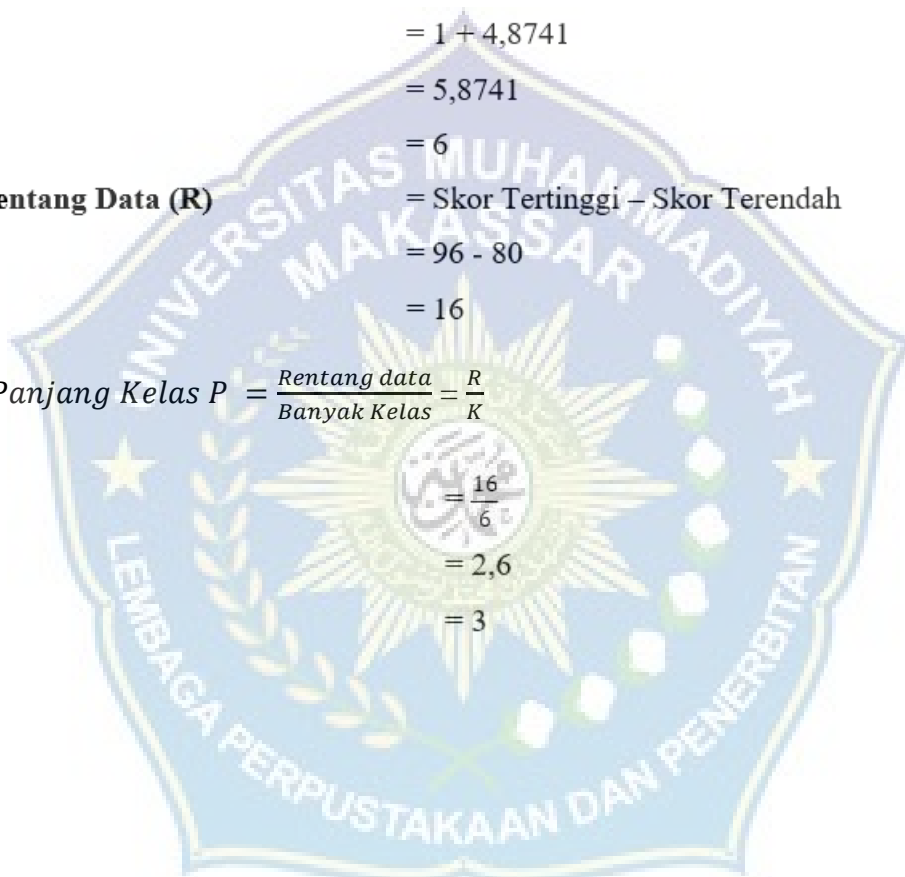 = 1 + 4,8741
= 5,8741
= 6
entang Data (R) = Skor Tertinggi – Skor Terendah
= 96 - 80
= 16
Panjang Kelas P = Rentang data / Banyak Kelas = R / K
= 16 / 6
= 2,6
= 3
UNIVERSITAS MUHAMMADIYAH
MAKASSAR
LEMBAGA PERPUSTAKAAN DAN PENERBITAN